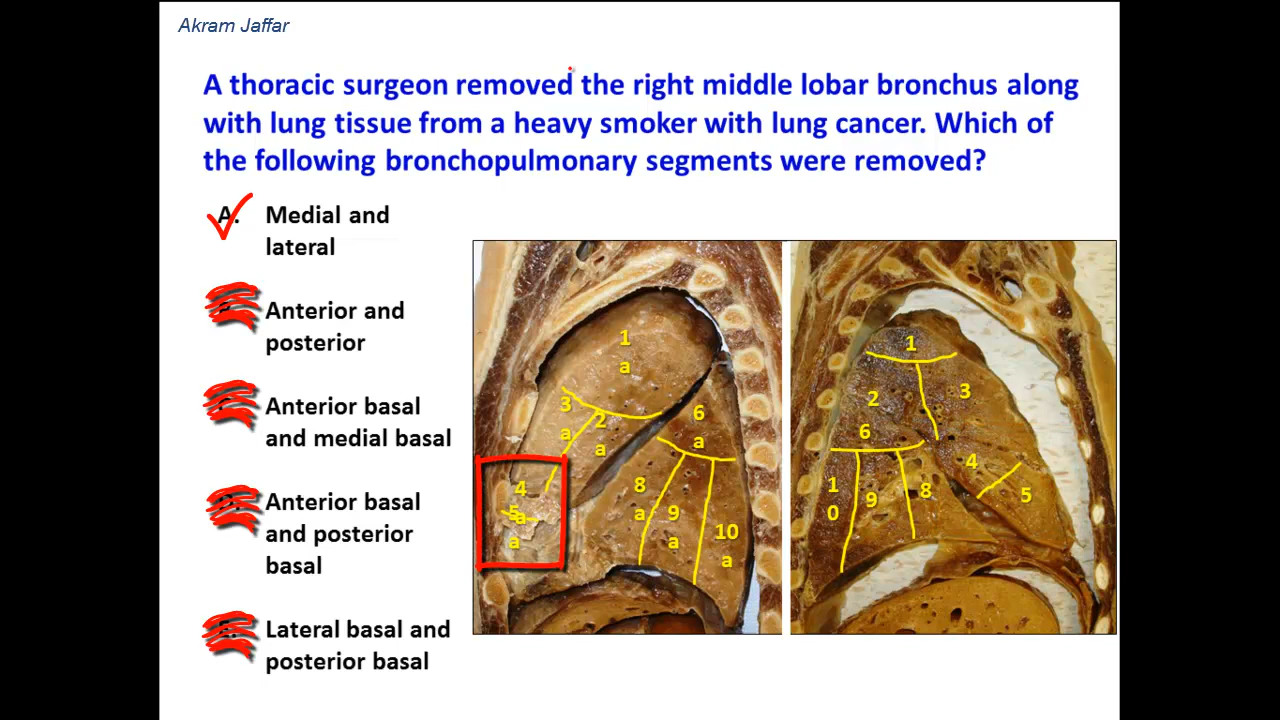 Akram Jaffar
A thoracic surgeon removed the right middle lobar bronchus along
with lung tissue from a heavy smoker with lung cancer. Which of
the following bronchopulmonary segments were removed?
A. Medial and
lateral
Anterior and
posterior
Anterior basal
and medial basal
Anterior basal
and posterior
basal
Lateral basal and
posterior basal
1
a
3
a
2
a
6
a
4
a
5
a
8
a
9
a
10
a
1
2
3
6
4
5
1
0
9
8